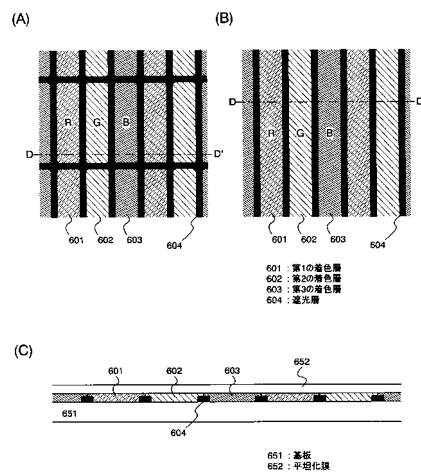 (A)
(B)
R G B
D D'
601 602 603 604
D D
R G B
601 602 603 604
601：第1の着色層
602：第2の着色層
603：第3の着色層
604：遮光層
(C)
601 602 603 652
651
604
651：基板
652：平坦化膜